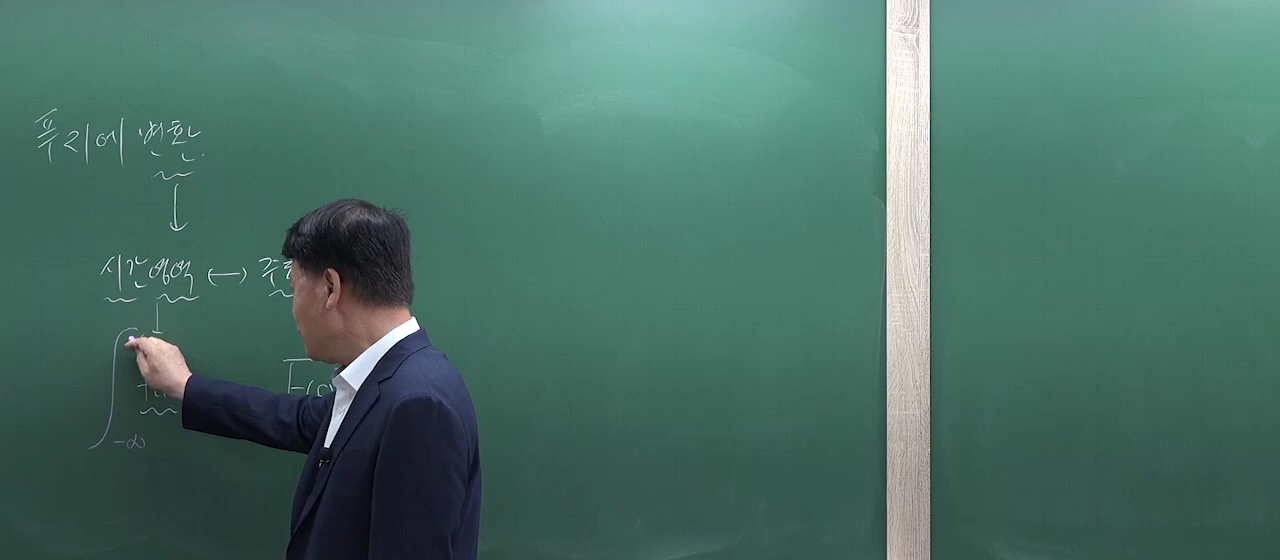 푸리에 변환
↓
시간영역 ↔ 주
↓
∫
-∞